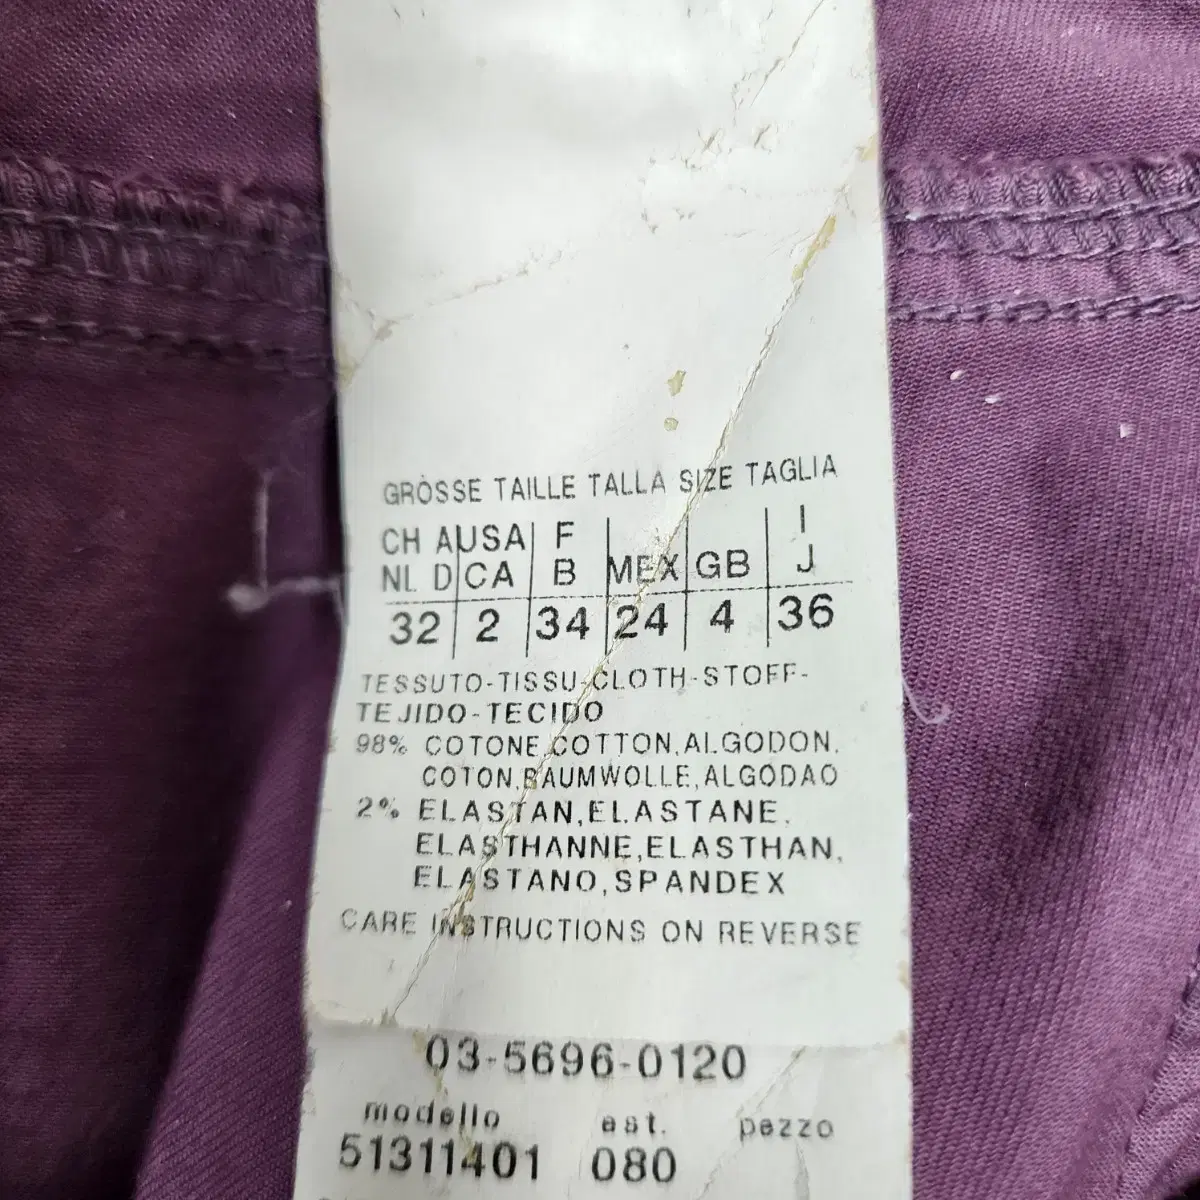 GRÖSSE TAILLE TALLA SIZE TAGLIA
CH A USA F MEX GB I
NL D CA B J
32 2 34 24 4 36
TESSUTO-TISSU-CLOTH-STOFF-
TEJIDO-TECIDO
98% COTONE,COTTON,ALGODON,
COTON,BAUMWOLLE,ALGODAO
2% ELASTAN,ELASTANE,
ELASTHANNE,ELASTHAN,
ELASTANO,SPANDEX
CARE INSTRUCTIONS ON REVERSE
03-5696-0120
modello est. pezzo
51311401 080